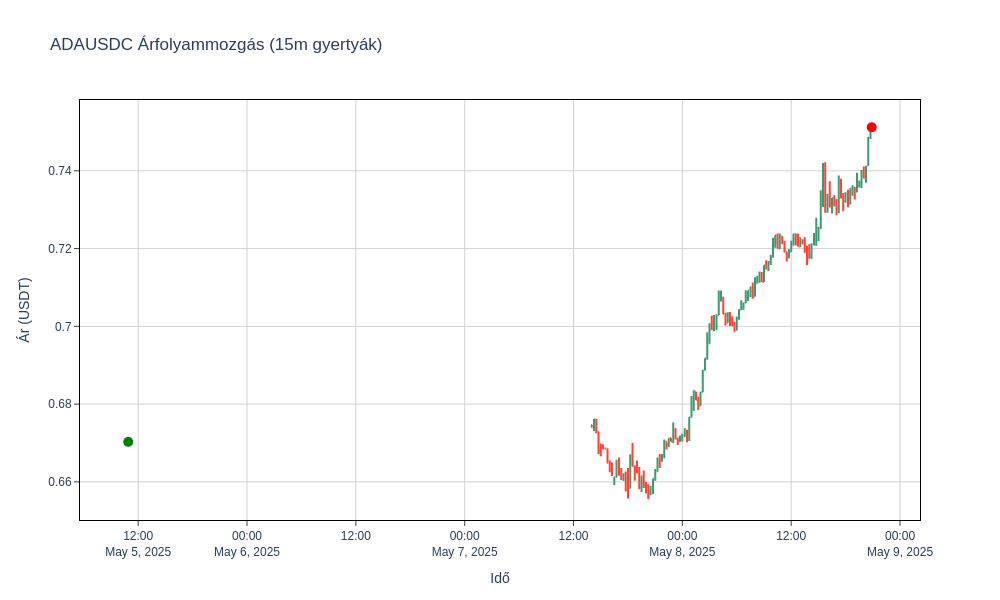 ADAUSDC Árfolyammozgás (15m gyertyák)
0.74
0.72
0.7
0.68
0.66
Ár (USDT)
12:00 00:00 12:00 00:00 12:00 00:00 12:00 00:00
May 5, 2025 May 6, 2025 May 7, 2025 May 8, 2025 May 9, 2025
Idő